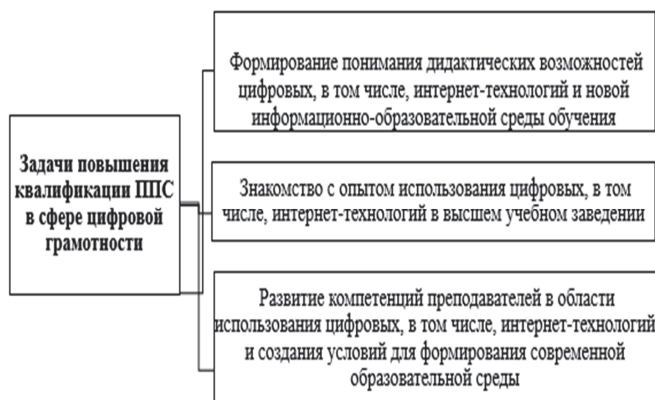 Формирование понимания дидактических возможностей
цифровых, в том числе, интернет-технологий и новой
информационно-образовательной среды обучения
Задачи повышения
квалификации ППС
в сфере цифровой
грамотности
Знакомство с опытом использования цифровых, в том
числе, интернет-технологий в высшем учебном заведении
Развитие компетенций преподавателей в области
использования цифровых, в том числе, интернет-технологий
и создания условий для формирования современной
образовательной среды